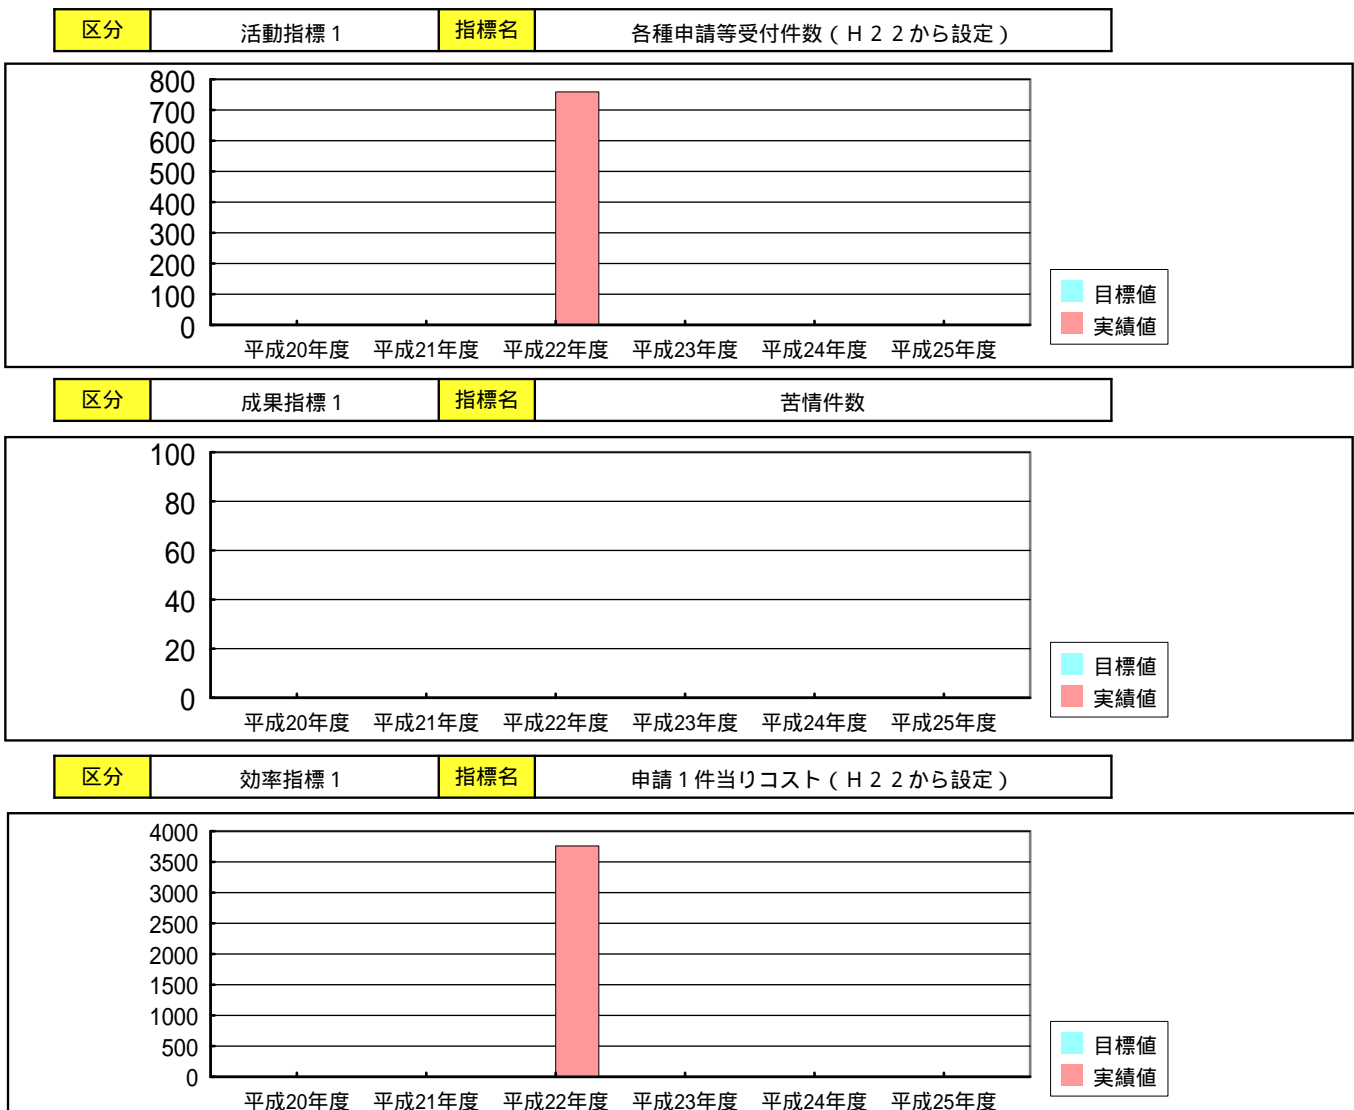 区分 活動指標１ 指標名 各種申請等受付件数（Ｈ２２から設定）
800
700
600
500
400
300
200
100
0
平成20年度 平成21年度 平成22年度 平成23年度 平成24年度 平成25年度
目標値
実績値
区分 成果指標１ 指標名 苦情件数
100
80
60
40
20
0
平成20年度 平成21年度 平成22年度 平成23年度 平成24年度 平成25年度
目標値
実績値
区分 効率指標１ 指標名 申請１件当りコスト（Ｈ２２から設定）
4000
3500
3000
2500
2000
1500
1000
500
0
平成20年度 平成21年度 平成22年度 平成23年度 平成24年度 平成25年度
目標値
実績値